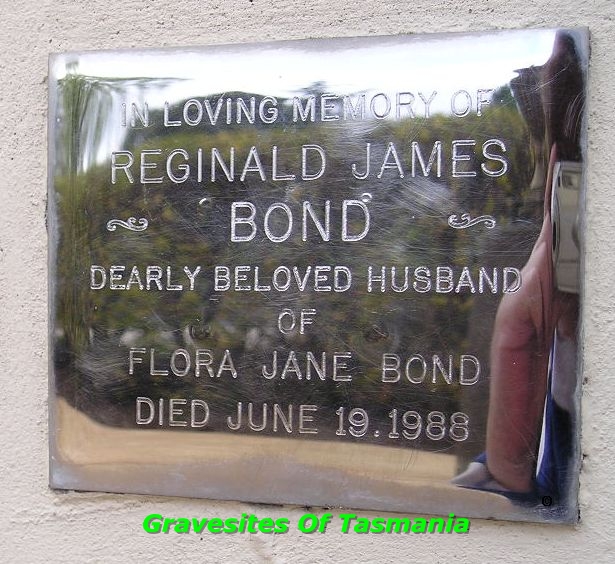 IN LOVING MEMORY OF
REGINALD JAMES
BOND
DEARLY BELOVED HUSBAND
OF
FLORA JANE BOND
DIED JUNE 19.1988
Gravesites Of Tasmania